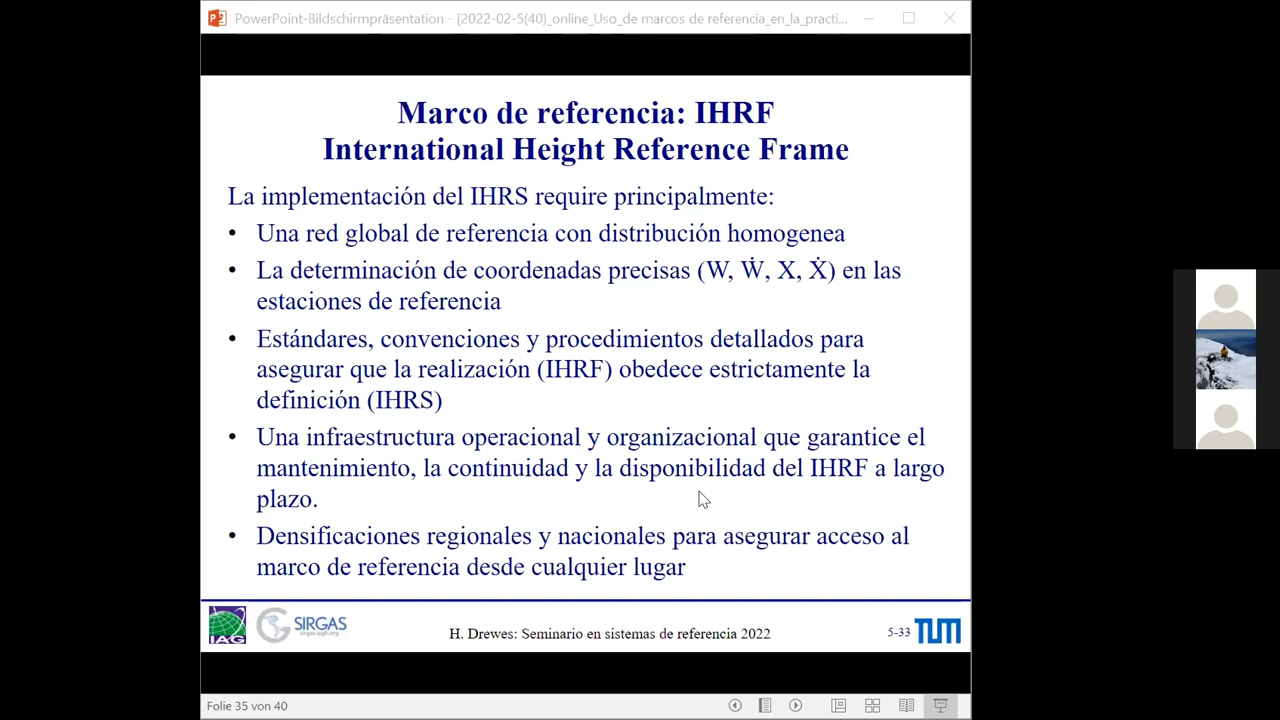 PowerPoint-Bildschirmpräsentation - [2022-02-5(40)_online_Uso_de_marcos_de referencia_en_la_practi...
Marco de referencia: IHRF
International Height Reference Frame
La implementación del IHRS require principalmente:
• Una red global de referencia con distribución homogenea
• La determinación de coordenadas precisas (W, Ẇ, X, Ẋ) en las
estaciones de referencia
• Estándares, convenciones y procedimientos detallados para
asegurar que la realización (IHRF) obedece estrictamente la
definición (IHRS)
• Una infraestructura operacional y organizacional que garantice el
mantenimiento, la continuidad y la disponibilidad del IHRF a largo
plazo.
• Densificaciones regionales y nacionales para asegurar acceso al
marco de referencia desde cualquier lugar
IAG
SIRGAS
sirgas.ipgh.org
H. Drewes: Seminario en sistemas de referencia 2022
5-33
TUM
Folie 35 von 40